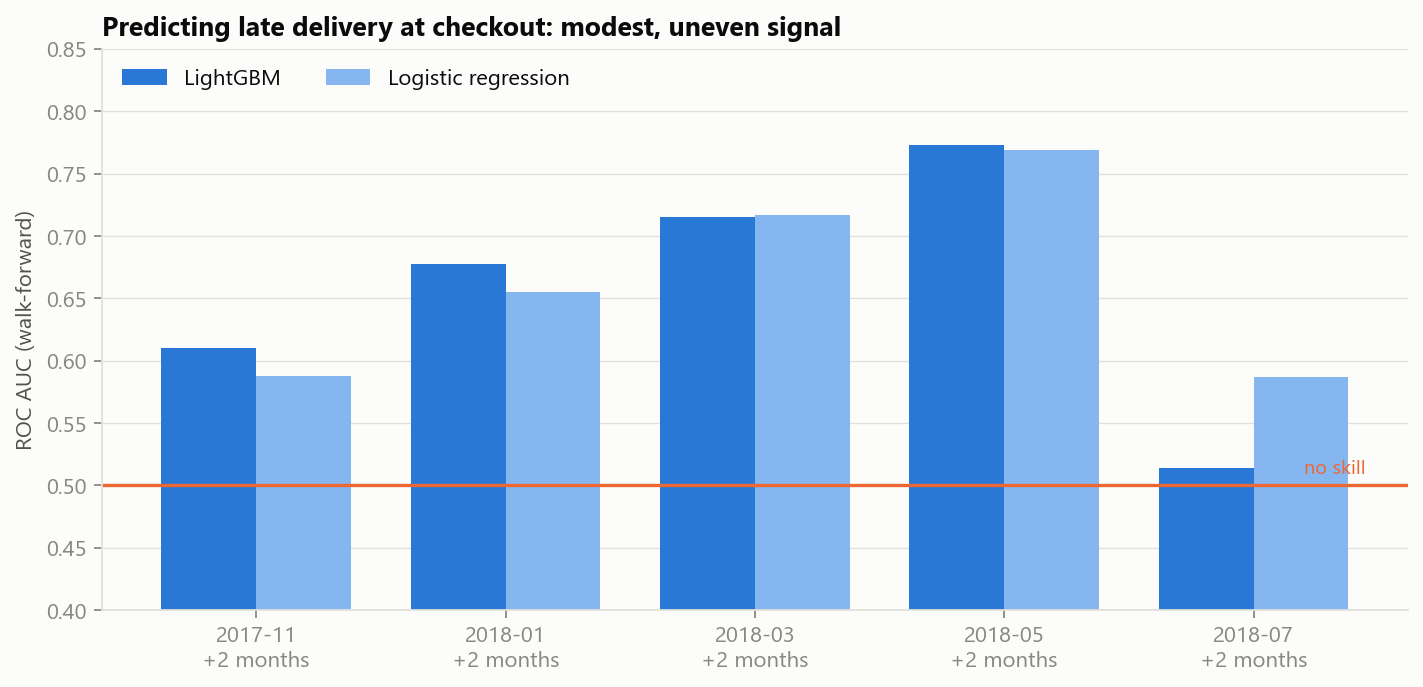 Predicting late delivery at checkout: modest, uneven signal
0.85
LightGBM Logistic regression
0.80
0.75
0.70
0.65
0.60
0.55
no skill
0.50
0.45
0.40
ROC AUC (walk-forward)
2017-11 2018-01 2018-03 2018-05 2018-07
+2 months +2 months +2 months +2 months +2 months